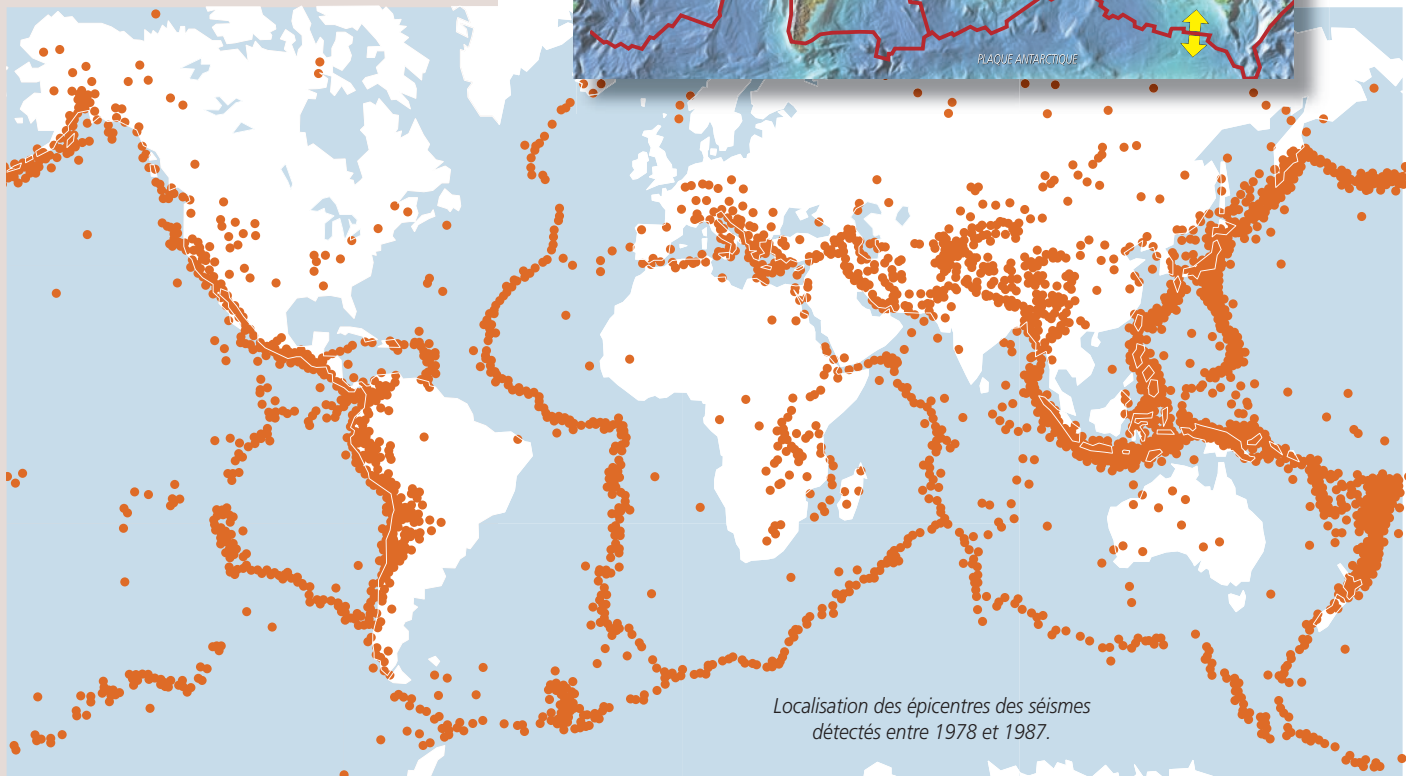 PLAQUE ANTARCTIQUE
Localisation des épicentres des séismes
détectés entre 1978 et 1987.